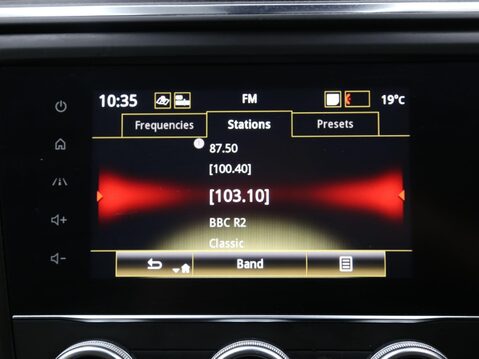 10:35 FM 19°C
Frequencies Stations Presets
87.50
[100.40]
[103.10]
BBC R2
Classic
Band